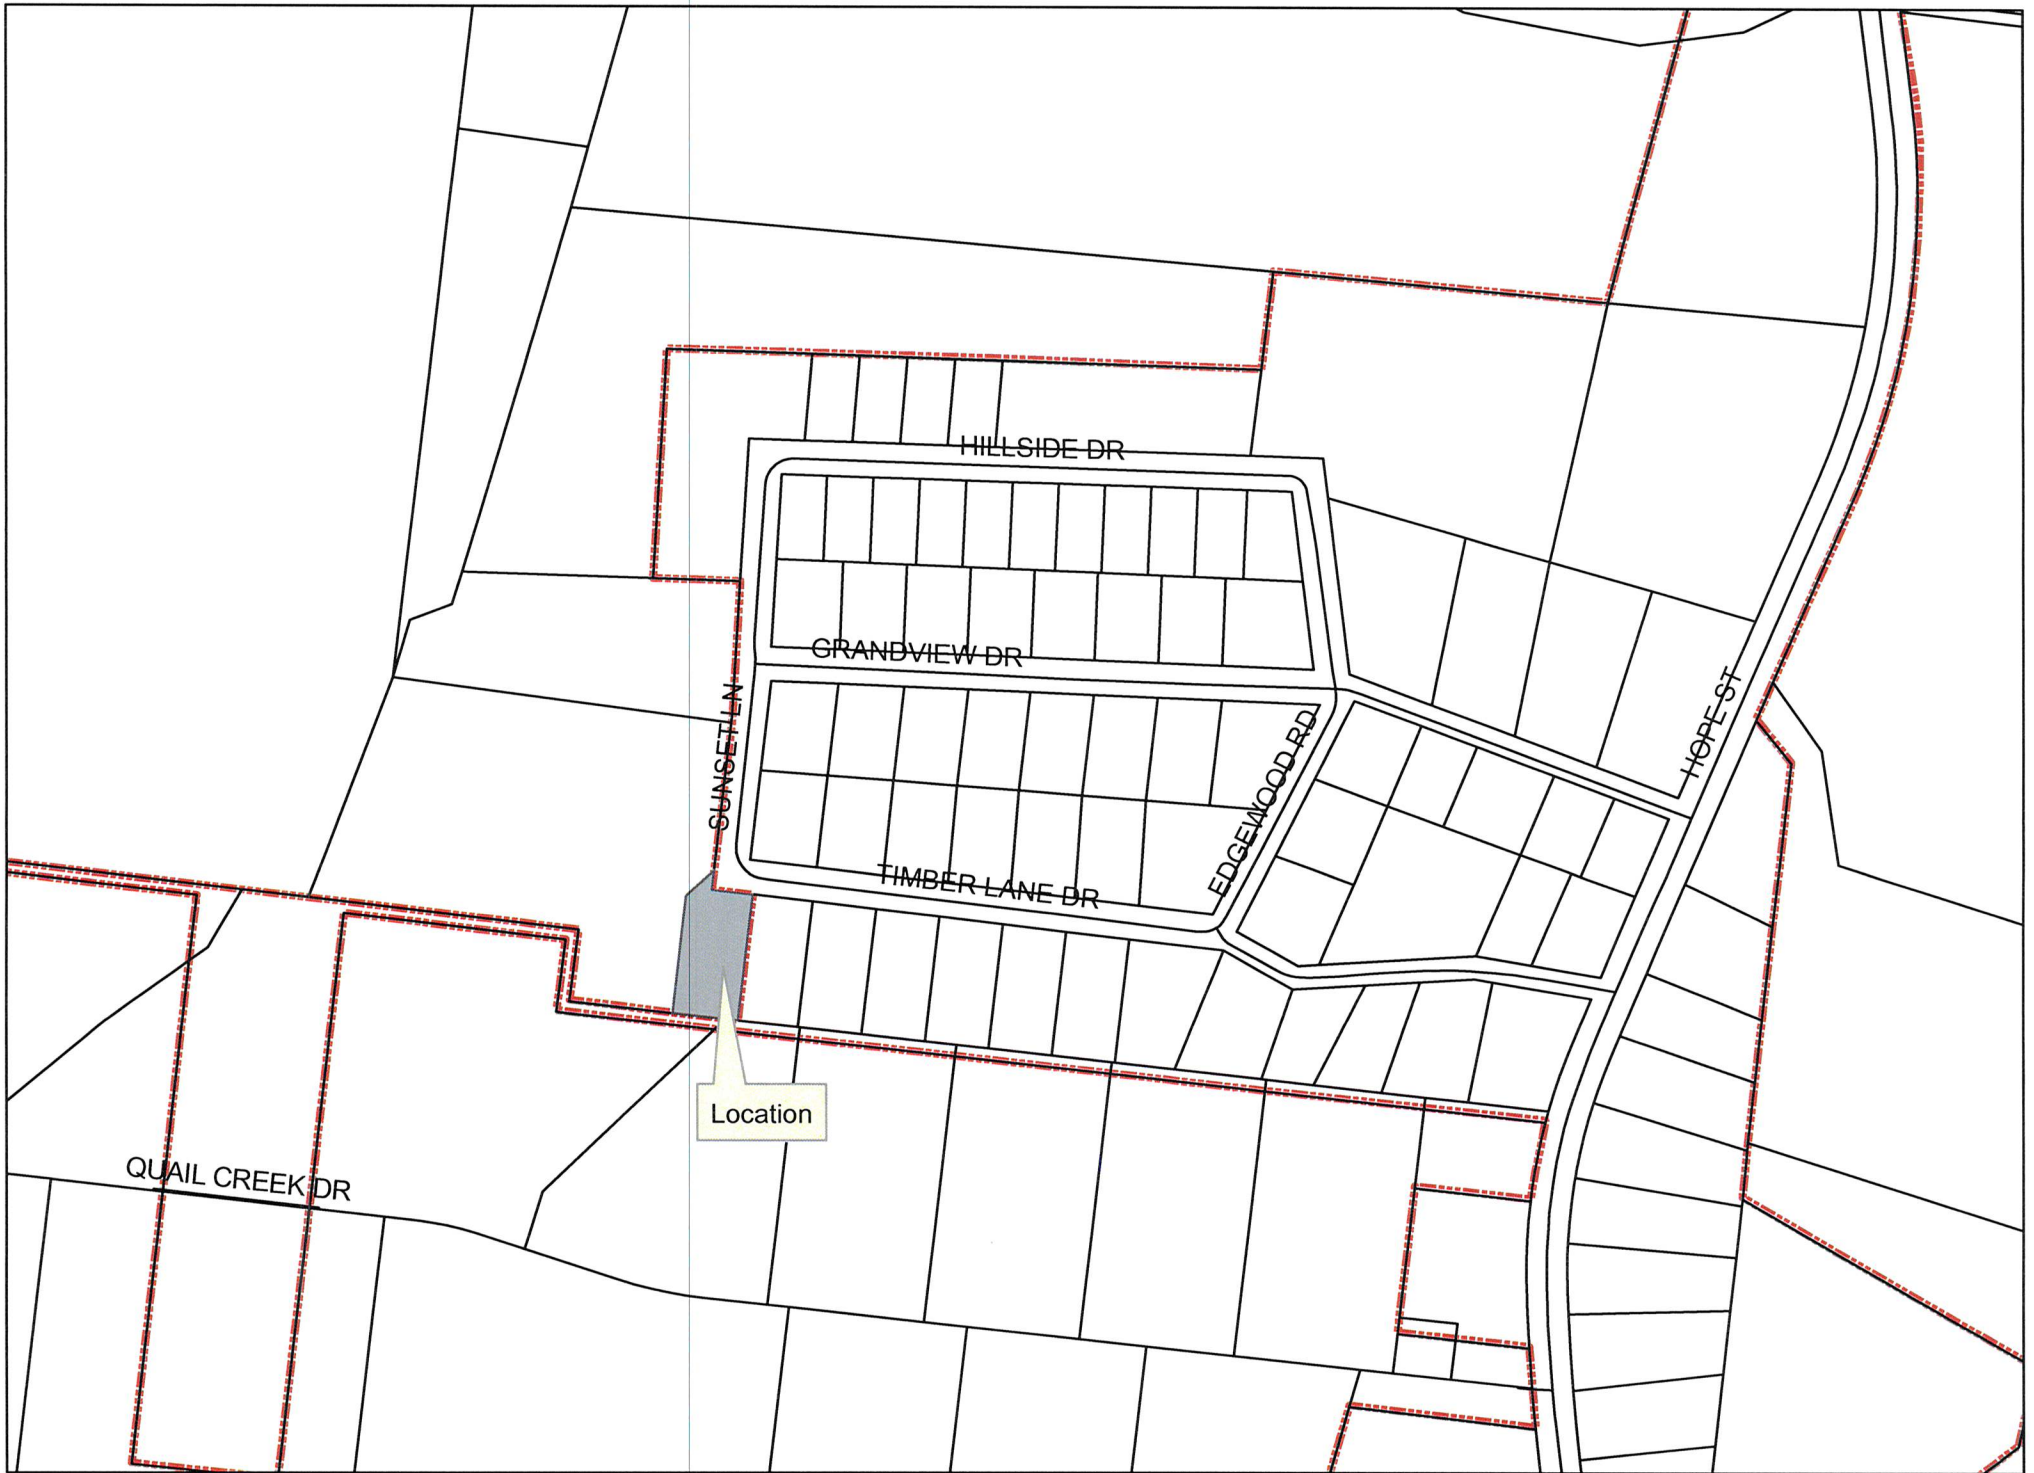 HILLSIDE DR
GRANDVIEW DR
SUNSET LN
EDGEWOOD RD
HOPE ST
TIMBER LANE DR
Location
QUAIL CREEK DR